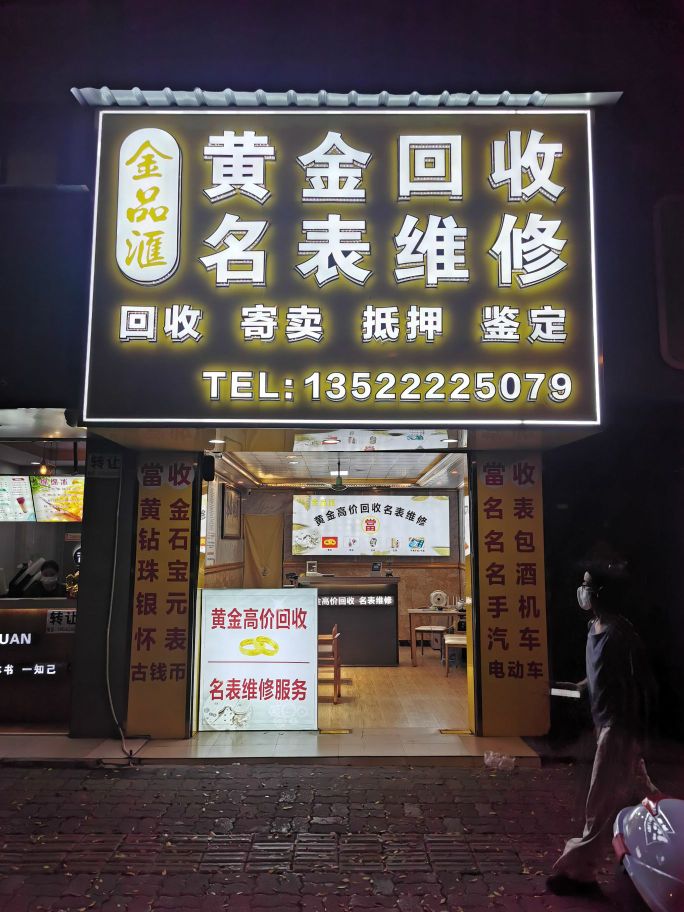 金品滙
黄金回收
名表维修
回收 寄卖 抵押 鉴定
TEL:13522225079
转让
當收
黄金
钻石
珠宝
银元
怀表
古钱币
黄金高价回收名表维修
當
黄金高价回收 名表维修
黄金高价回收
名表维修服务
當收
名表
名包
名酒
手机
汽车
电动车
转让
UAN
书 一知己